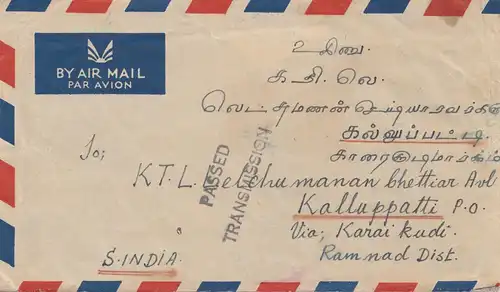 BY AIR MAIL
PAR AVION
உ சிவ.
க தி. வெ.
லெட்சுமணன் செட்டியாரவர்கள்
கல்லுப்பட்டி
காரைகுடிமார்க்கம்
To;
K.T.L. Letchumanan Chettiar Avl
Kalluppatti P.O.
Via; Karaikudi.
Ramnad Dist.
S. INDIA
PASSED
TRANSMISSION